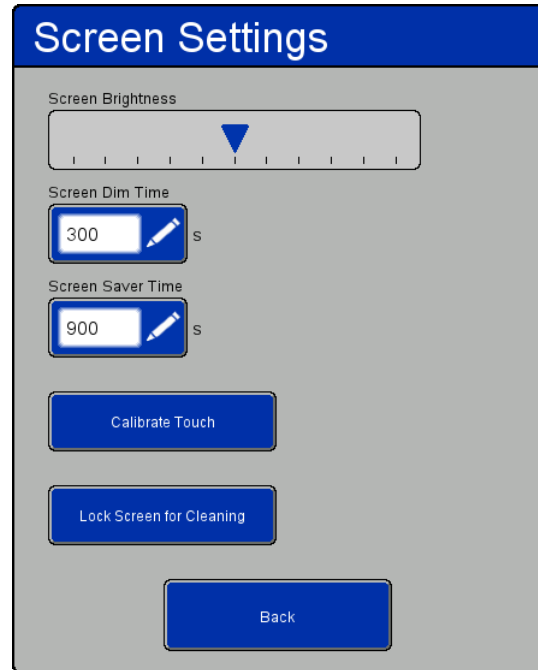 Screen Settings
Screen Brightness
Screen Dim Time
300 s
Screen Saver Time
900 s
Calibrate Touch
Lock Screen for Cleaning
Back